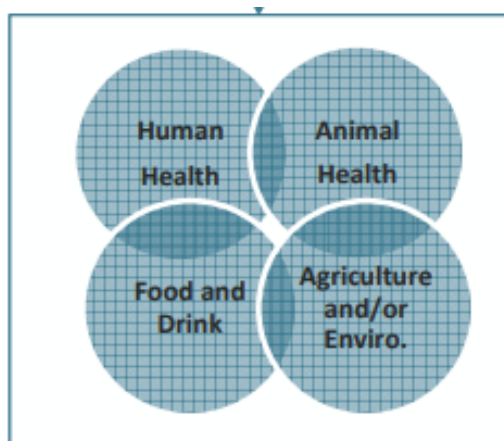 Human
Health
Animal
Health
Food and
Drink
Agriculture
and/or
Enviro.